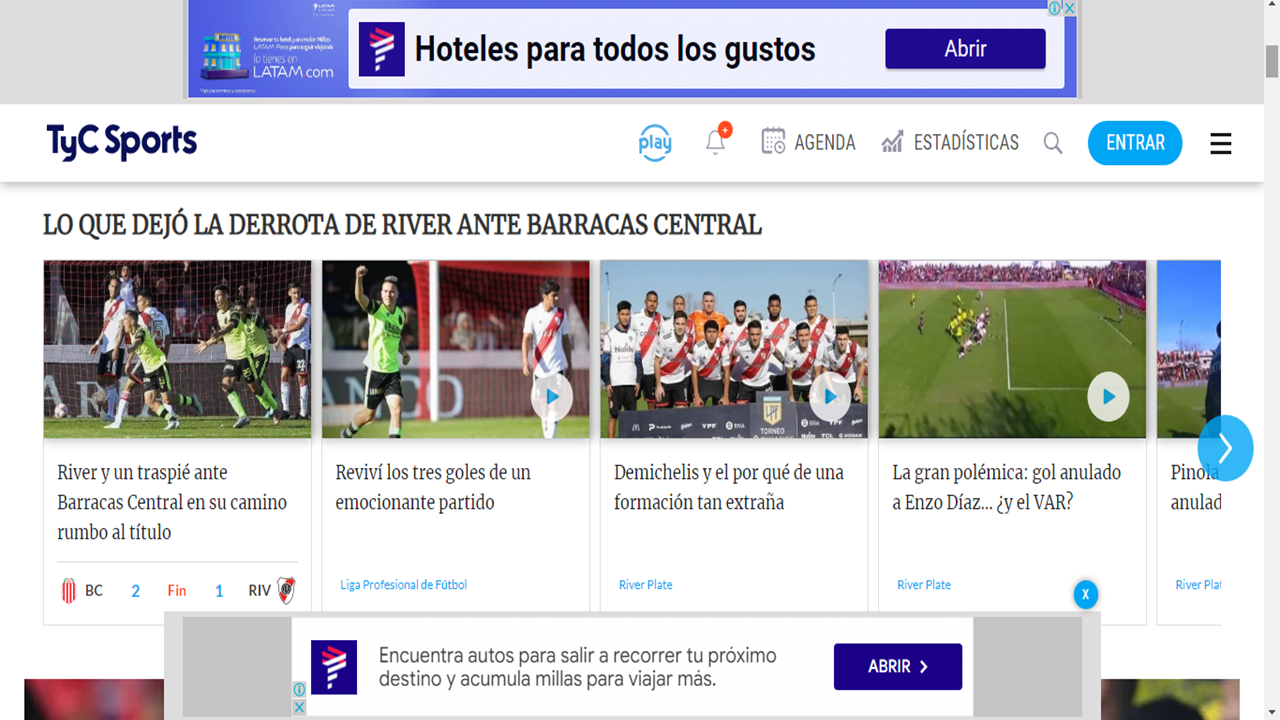 LATAM
Reserva tu hotel y acumula Millas
LATAM Pass para seguir viajando
lo tienes en
LATAM.com
HOTEL
Hoteles para todos los gustos
Abrir
TyC Sports
play
AGENDA
ESTADÍSTICAS
ENTRAR
LO QUE DEJÓ LA DERROTA DE RIVER ANTE BARRACAS CENTRAL
River y un traspié ante
Barracas Central en su camino
rumbo al título
BC 2 Fin 1 RIV
Reviví los tres goles de un
emocionante partido
Liga Profesional de Fútbol
Demichelis y el por qué de una
formación tan extraña
River Plate
La gran polémica: gol anulado
a Enzo Díaz... ¿y el VAR?
River Plate
Pinola
anulad
River Plat
X
Encuentra autos para salir a recorrer tu próximo
destino y acumula millas para viajar más.
ABRIR